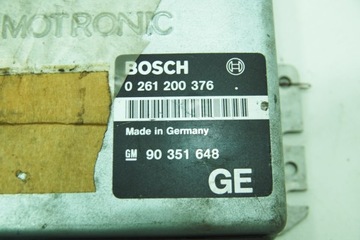 MOTRONIC
BOSCH
0 261 200 376
Made in Germany
GM 90 351 648
GE